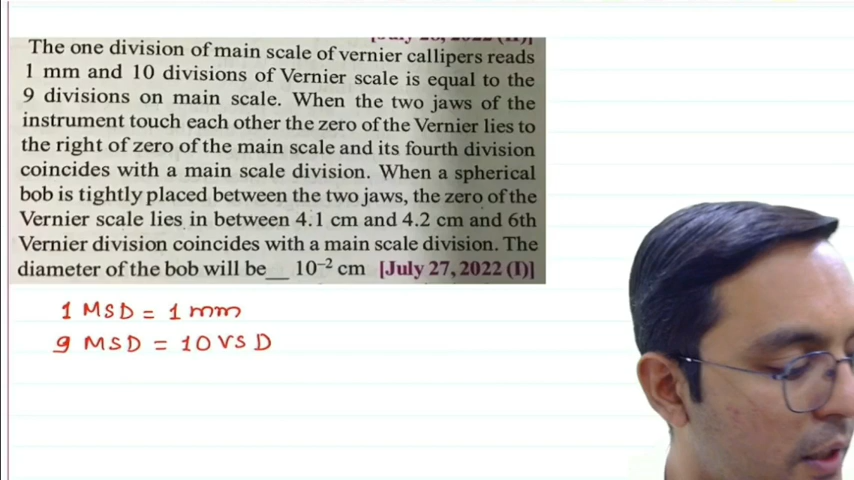 [July 28, 2022 (II)]
The one division of main scale of vernier callipers reads
1 mm and 10 divisions of Vernier scale is equal to the
9 divisions on main scale. When the two jaws of the
instrument touch each other the zero of the Vernier lies to
the right of zero of the main scale and its fourth division
coincides with a main scale division. When a spherical
bob is tightly placed between the two jaws, the zero of the
Vernier scale lies in between 4.1 cm and 4.2 cm and 6th
Vernier division coincides with a main scale division. The
diameter of the bob will be__ 10⁻² cm [July 27, 2022 (I)]
1 MSD = 1 mm
9 MSD = 10 VSD